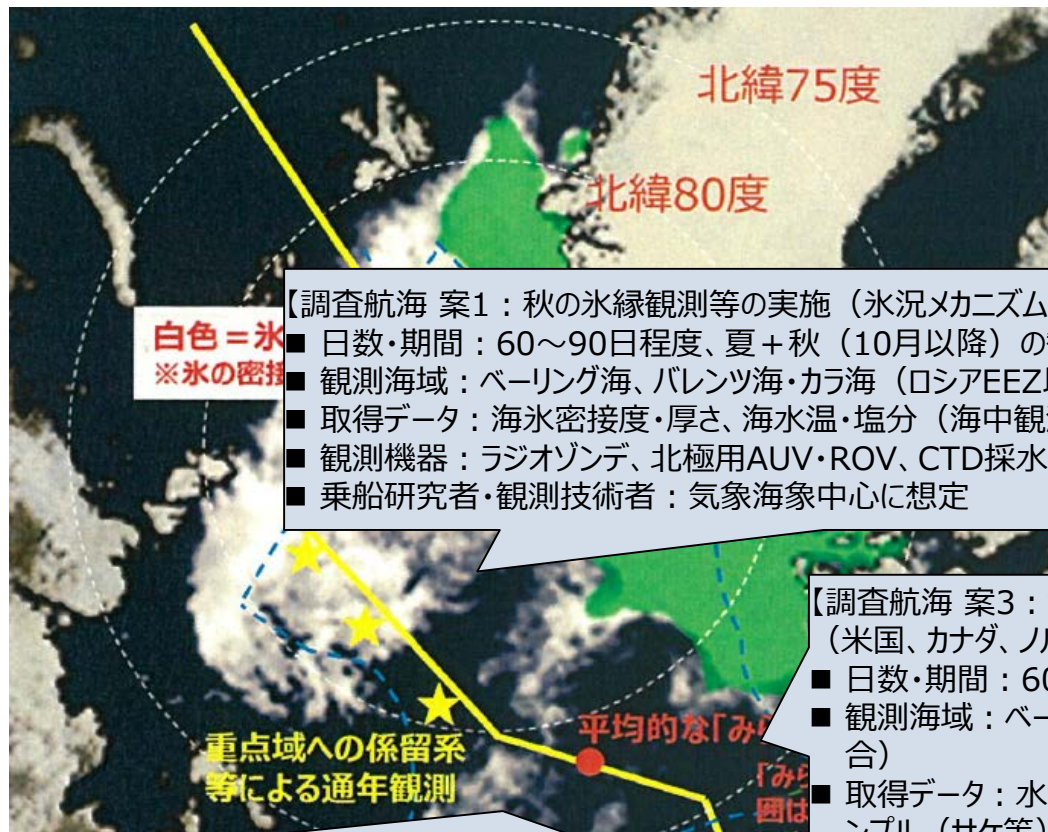 北緯75度
北緯80度
白色＝氷
※氷の密接
【調査航海 案1：秋の氷縁観測等の実施（氷況メカニズム
■ 日数・期間：60～90日程度、夏＋秋（10月以降）の
■ 観測海域：ベーリング海、バレンツ海・カラ海（ロシアEEZ
■ 取得データ：海氷密接度・厚さ、海水温・塩分（海中観
■ 観測機器：ラジオゾンデ、北極用AUV・ROV、CTD採水
■ 乗船研究者・観測技術者：気象海象中心に想定
重点域への係留系
等による通年観測
平均的な「みら
「みら
囲は
【調査航海 案3：
（米国、カナダ、ノル
■ 日数・期間：60
■ 観測海域：ベー
合）
■ 取得データ：水
ンプル（サケ等）